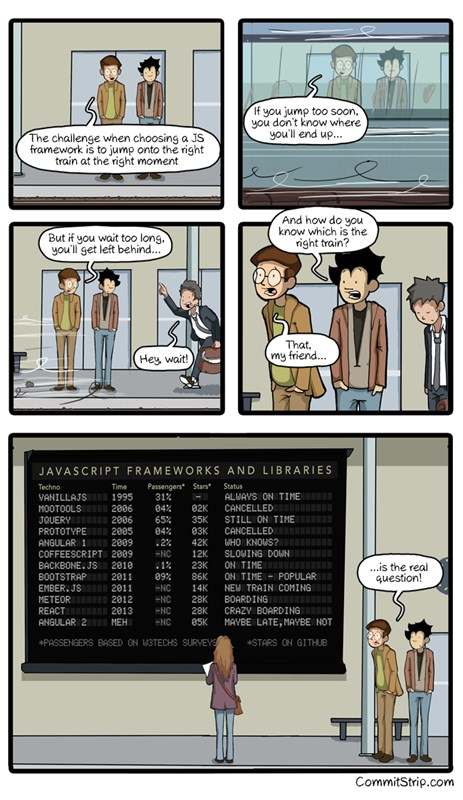 The challenge when choosing a JS
framework is to jump onto the right
train at the right moment
If you jump too soon,
you don't know where
you'll end up...
But if you wait too long,
you'll get left behind...
Hey, wait!
And how do you
know which is the
right train?
That,
my friend...
JAVASCRIPT FRAMEWORKS AND LIBRARIES
Techno Time Passengers* Stars* Status
VANILLAJS 1995 31% - ALWAYS ON TIME
MOOTOOLS 2006 04% 02K CANCELLED
JQUERY 2006 65% 35K STILL ON TIME
PROTOTYPE 2005 04% 03K CANCELLED
ANGULAR 1 2009 .2% 42K WHO KNOWS?
COFFEESCRIPT 2009 -NC 12K SLOWING DOWN
BACKBONE.JS 2010 .1% 23K ON TIME
BOOTSTRAP 2011 09% 86K ON TIME - POPULAR
EMBER.JS 2011 -NC 14K NEW TRAIN COMING
METEOR 2012 -NC 28K BOARDING
REACT 2013 -NC 28K CRAZY BOARDING
ANGULAR 2 MEH -NC 05K MAYBE LATE,MAYBE NOT
*PASSENGERS BASED ON W3TECHS SURVEYS *STARS ON GITHUB
...is the real
question!
CommitStrip.com